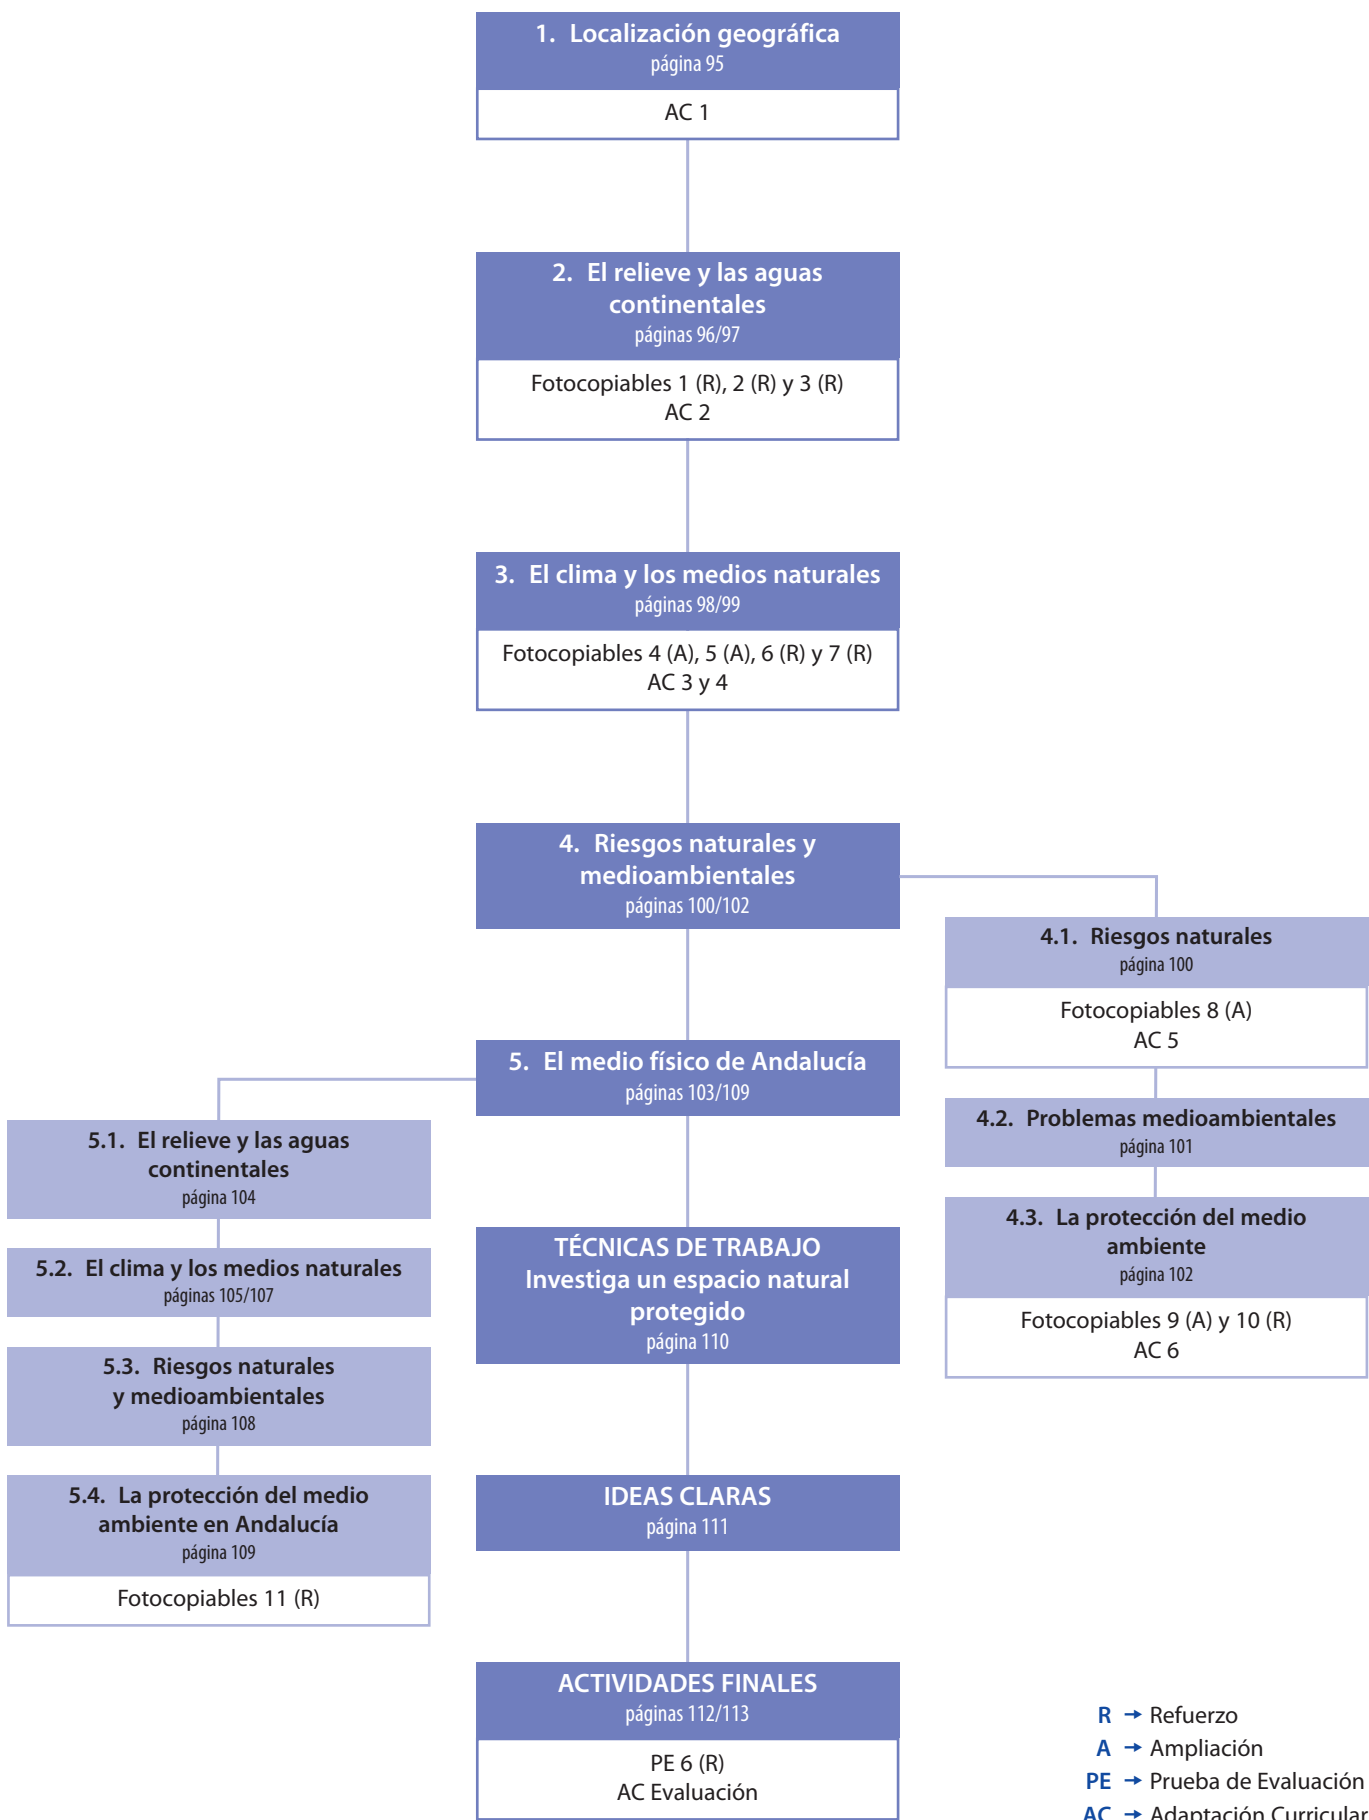 1. Localización geográfica
página 95
AC 1
2. El relieve y las aguas
continentales
páginas 96/97
Fotocopiables 1 (R), 2 (R) y 3 (R)
AC 2
3. El clima y los medios naturales
páginas 98/99
Fotocopiables 4 (A), 5 (A), 6 (R) y 7 (R)
AC 3 y 4
4. Riesgos naturales y
medioambientales
páginas 100/102
4.1. Riesgos naturales
página 100
Fotocopiables 8 (A)
AC 5
4.2. Problemas medioambientales
página 101
4.3. La protección del medio
ambiente
página 102
Fotocopiables 9 (A) y 10 (R)
AC 6
5. El medio físico de Andalucía
páginas 103/109
5.1. El relieve y las aguas
continentales
página 104
5.2. El clima y los medios naturales
páginas 105/107
5.3. Riesgos naturales
y medioambientales
página 108
5.4. La protección del medio
ambiente en Andalucía
página 109
Fotocopiables 11 (R)
TÉCNICAS DE TRABAJO
Investiga un espacio natural
protegido
página 110
IDEAS CLARAS
página 111
ACTIVIDADES FINALES
páginas 112/113
PE 6 (R)
AC Evaluación
R → Refuerzo
A → Ampliación
PE → Prueba de Evaluación
AC → Adaptación Curricular